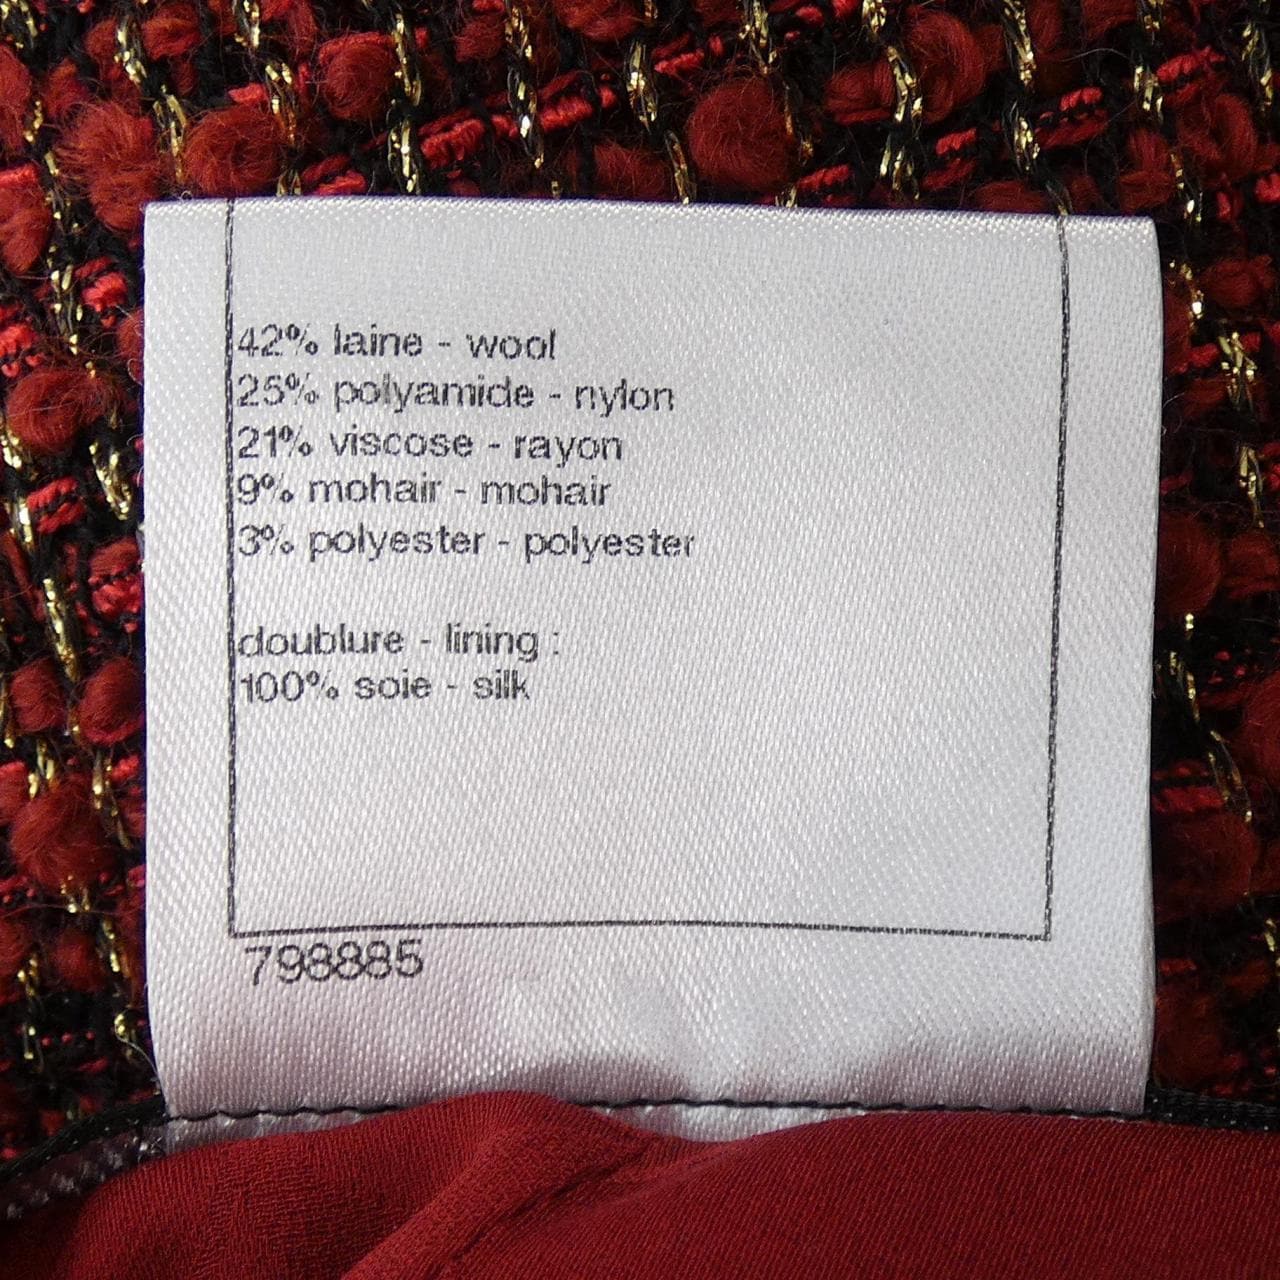 42% laine - wool
25% polyamide - nylon
21% viscose - rayon
9% mohair - mohair
3% polyester - polyester
doublure - lining :
100% soie - silk
798885